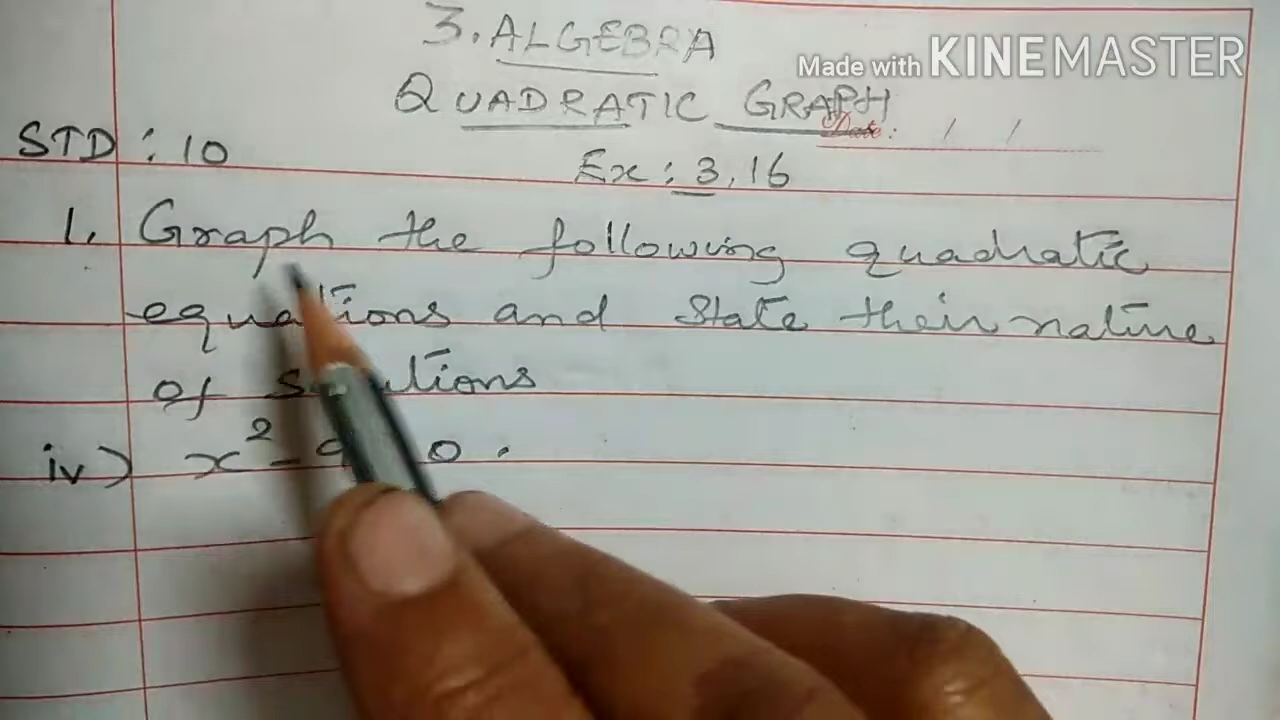 3. ALGEBRA
Made with KINEMASTER
QUADRATIC GRAPH
Date: / /
STD : 10
Ex : 3.16
1. Graph the following quadratic
equations and State their nature
of
iv) x² - 0.